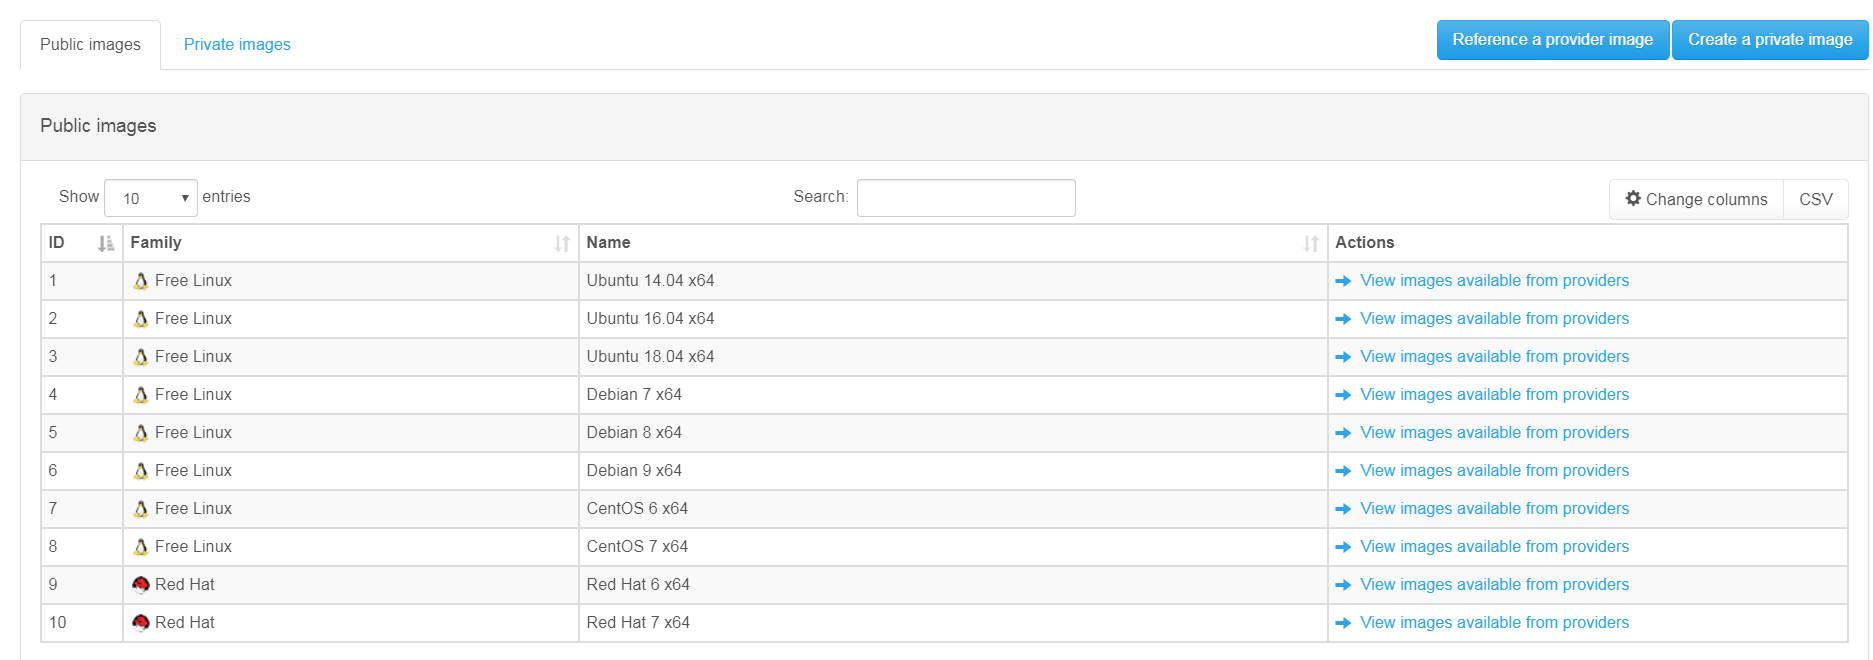 Public images Private images Reference a provider image Create a private image
Public images
Show 10 entries Search: Change columns CSV
ID Family Name Actions
1 Free Linux Ubuntu 14.04 x64 View images available from providers
2 Free Linux Ubuntu 16.04 x64 View images available from providers
3 Free Linux Ubuntu 18.04 x64 View images available from providers
4 Free Linux Debian 7 x64 View images available from providers
5 Free Linux Debian 8 x64 View images available from providers
6 Free Linux Debian 9 x64 View images available from providers
7 Free Linux CentOS 6 x64 View images available from providers
8 Free Linux CentOS 7 x64 View images available from providers
9 Red Hat Red Hat 6 x64 View images available from providers
10 Red Hat Red Hat 7 x64 View images available from providers